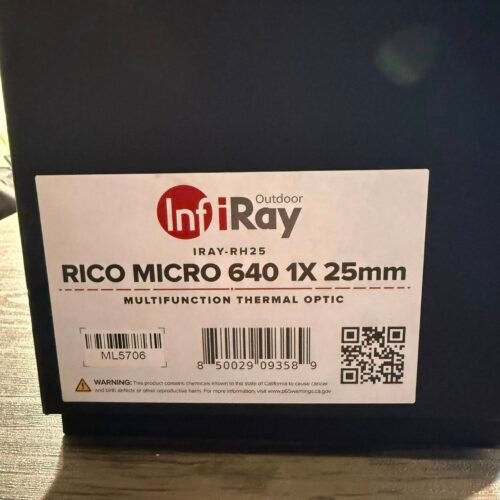 Outdoor
InfiRay
IRAY-RH25
RICO MICRO 640 1X 25mm
MULTIFUNCTION THERMAL OPTIC
ML5706
8 50029 09358 9
WARNING: This product contains chemicals known to the state of California to cause cancer
and birth defects or other reproductive harm. For more information, visit www.p65warnings.ca.gov